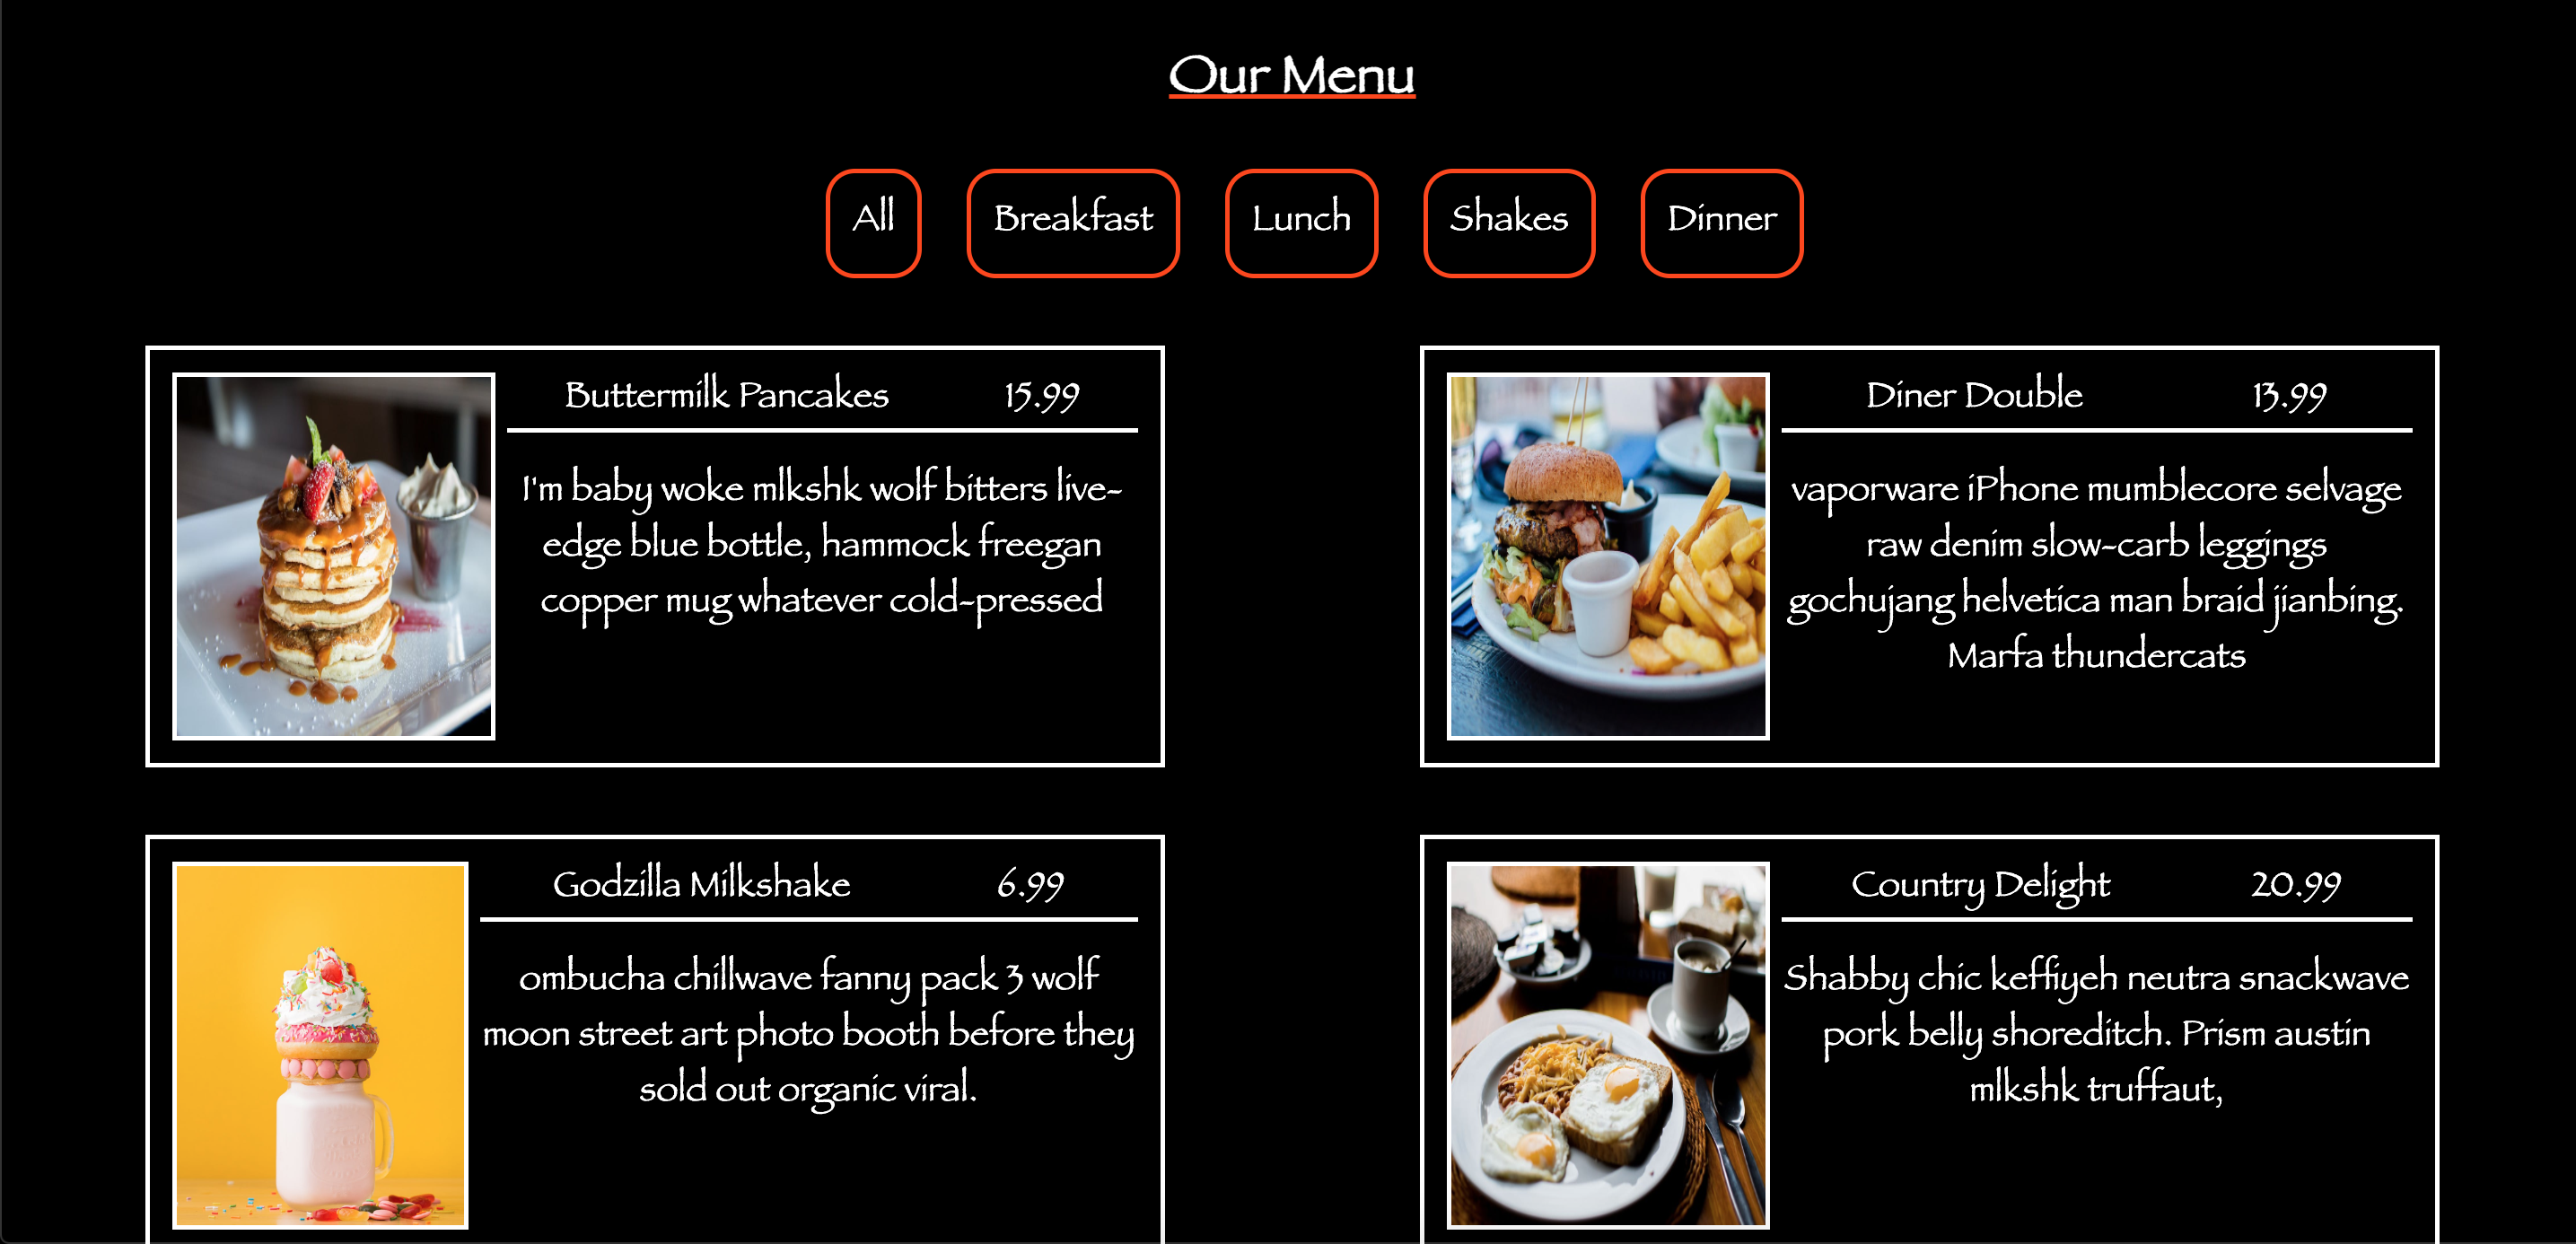 Our Menu
All
Breakfast
Lunch
Shakes
Dinner
Buttermilk Pancakes 15.99
I'm baby woke mlkshk wolf bitters live-
edge blue bottle, hammock freegan
copper mug whatever cold-pressed
Diner Double 13.99
vaporware iPhone mumblecore selvage
raw denim slow-carb leggings
gochujang helvetica man braid jianbing.
Marfa thundercats
Godzilla Milkshake 6.99
ombucha chillwave fanny pack 3 wolf
moon street art photo booth before they
sold out organic viral.
Country Delight 20.99
Shabby chic keffiyeh neutra snackwave
pork belly shoreditch. Prism austin
mlkshk truffaut,